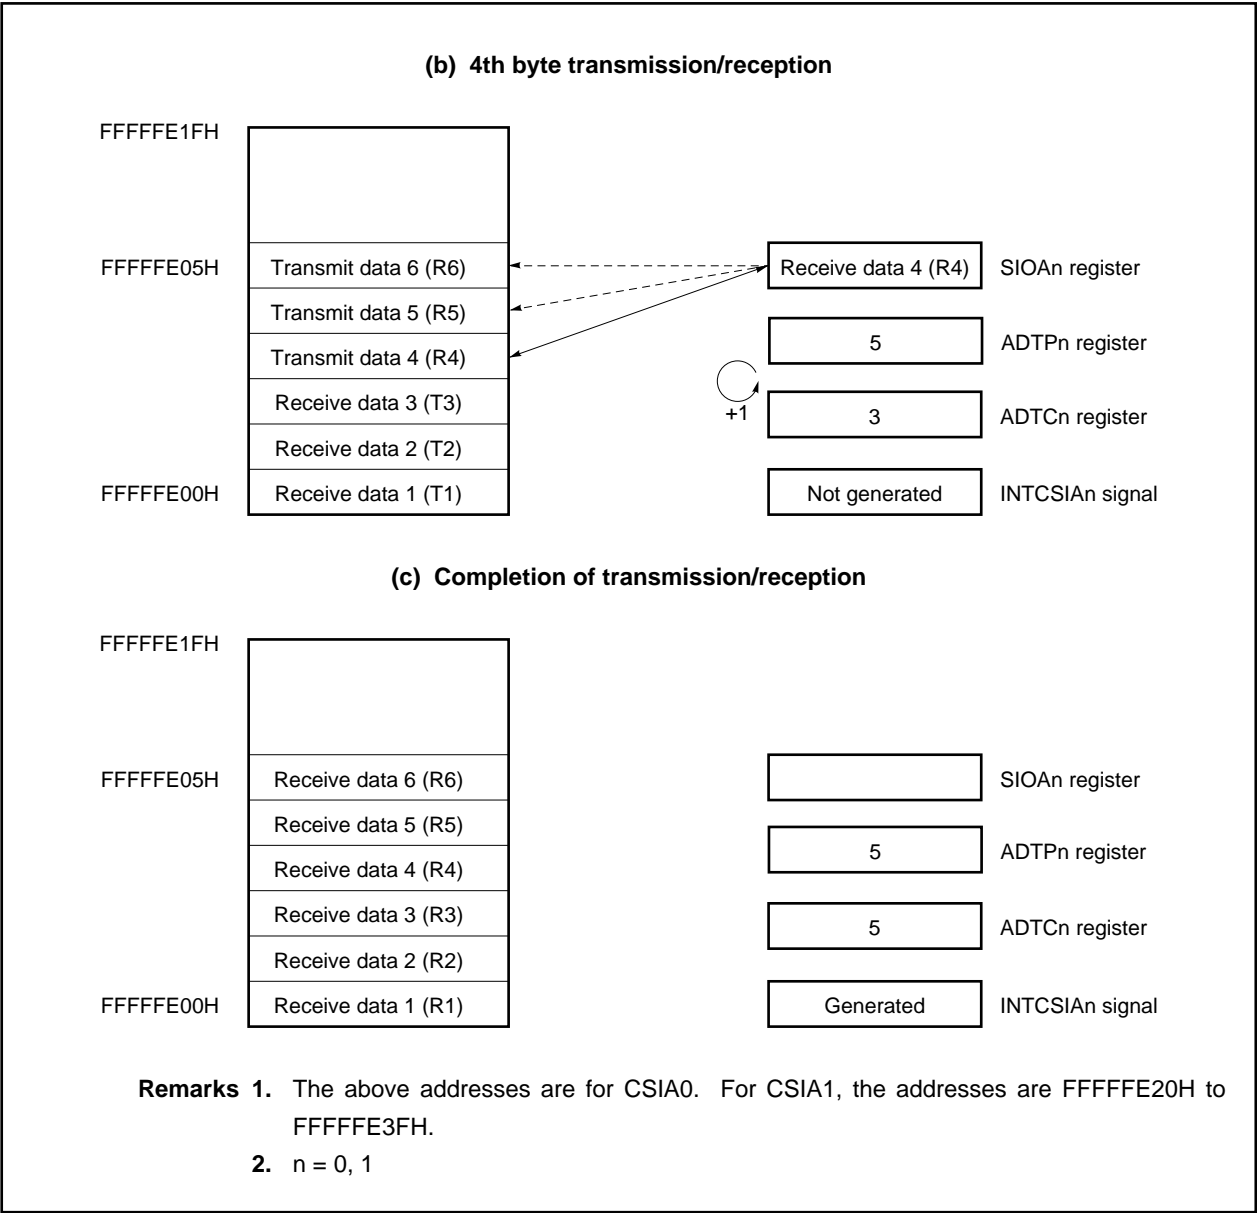 (b) 4th byte transmission/reception
FFFFFE1FH
FFFFFE05H Transmit data 6 (R6) Receive data 4 (R4) SIOAn register
Transmit data 5 (R5)
5 ADTPn register
Transmit data 4 (R4)
Receive data 3 (T3)
+1 3 ADTCn register
Receive data 2 (T2)
FFFFFE00H Receive data 1 (T1) Not generated INTCSIAn signal
(c) Completion of transmission/reception
FFFFFE1FH
FFFFFE05H Receive data 6 (R6) SIOAn register
Receive data 5 (R5)
5 ADTPn register
Receive data 4 (R4)
Receive data 3 (R3)
5 ADTCn register
Receive data 2 (R2)
FFFFFE00H Receive data 1 (R1) Generated INTCSIAn signal
Remarks 1. The above addresses are for CSIA0. For CSIA1, the addresses are FFFFFE20H to
FFFFFE3FH.
2. n = 0, 1